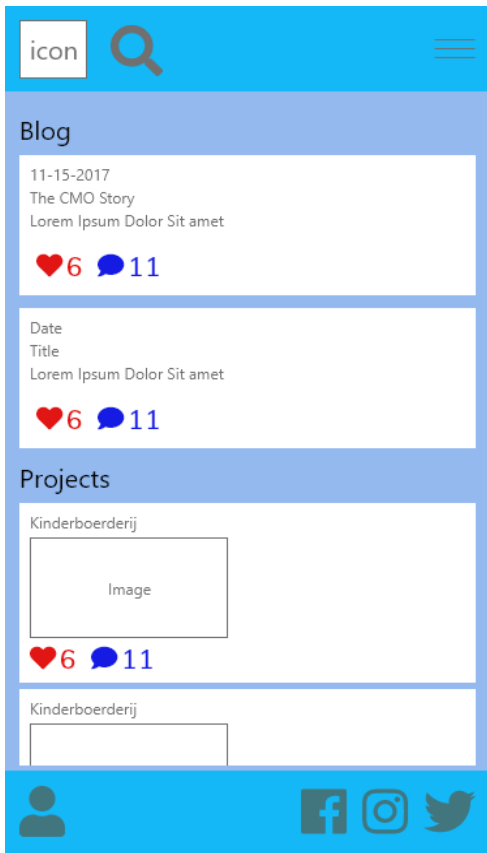 icon
Blog
11-15-2017
The CMO Story
Lorem Ipsum Dolor Sit amet
6 11
Date
Title
Lorem Ipsum Dolor Sit amet
6 11
Projects
Kinderboerderij
Image
6 11
Kinderboerderij